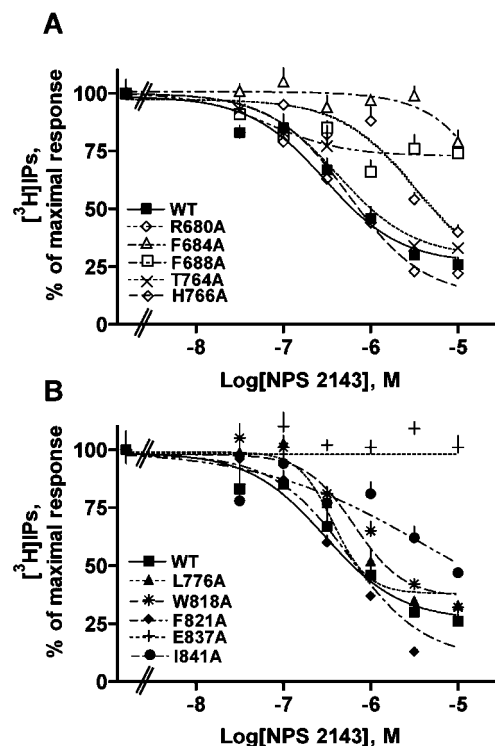 A
[³H]IPs,
% of maximal response
100
75
50
25
0
WT
R680A
F684A
F688A
T764A
H766A
-8
-7
-6
-5
Log[NPS 2143], M
B
[³H]IPs,
% of maximal response
100
75
50
25
0
WT
L776A
W818A
F821A
E837A
I841A
-8
-7
-6
-5
Log[NPS 2143], M